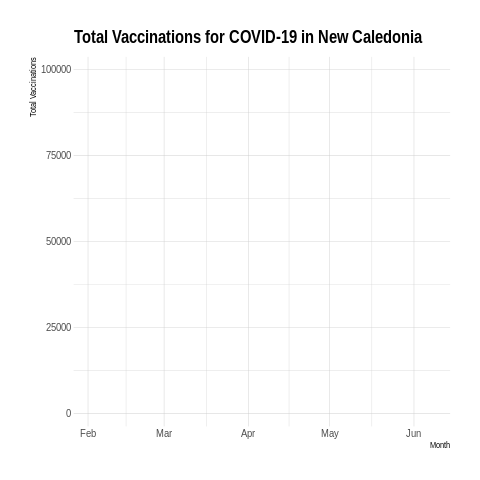 Total Vaccinations for COVID-19 in New Caledonia
Total Vaccinations
100000
75000
50000
25000
0
Feb Mar Apr May Jun
Month